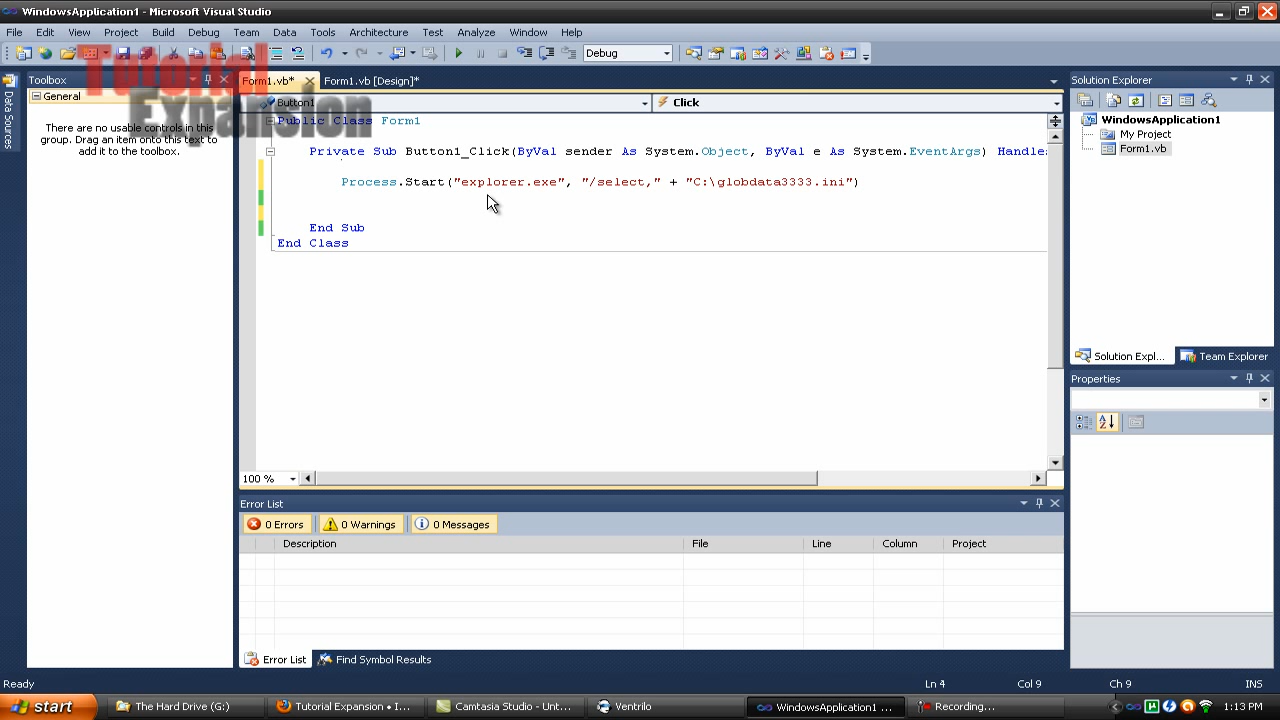 WindowsApplication1 - Microsoft Visual Studio
File Edit View Project Build Debug Team Data Tools Architecture Test Analyze Window Help
Debug
Tutorial
Expansion
Toolbox
General
There are no usable controls in this
group. Drag an item onto this text to
add it to the toolbox.
Data Sources
Form1.vb* Form1.vb [Design]*
Button1 Click
Public Class Form1
Private Sub Button1_Click(ByVal sender As System.Object, ByVal e As System.EventArgs) Handle
Process.Start("explorer.exe", "/select," + "C:\globdata3333.ini")
End Sub
End Class
100 %
Solution Explorer
WindowsApplication1
My Project
Form1.vb
Solution Expl... Team Explorer
Properties
Error List
0 Errors 0 Warnings 0 Messages
Description File Line Column Project
Error List Find Symbol Results
Ready Ln 4 Col 9 Ch 9 INS
start The Hard Drive (G:) Tutorial Expansion • I... Camtasia Studio - Unt... Ventrilo WindowsApplication1 ... Recording... 1:13 PM